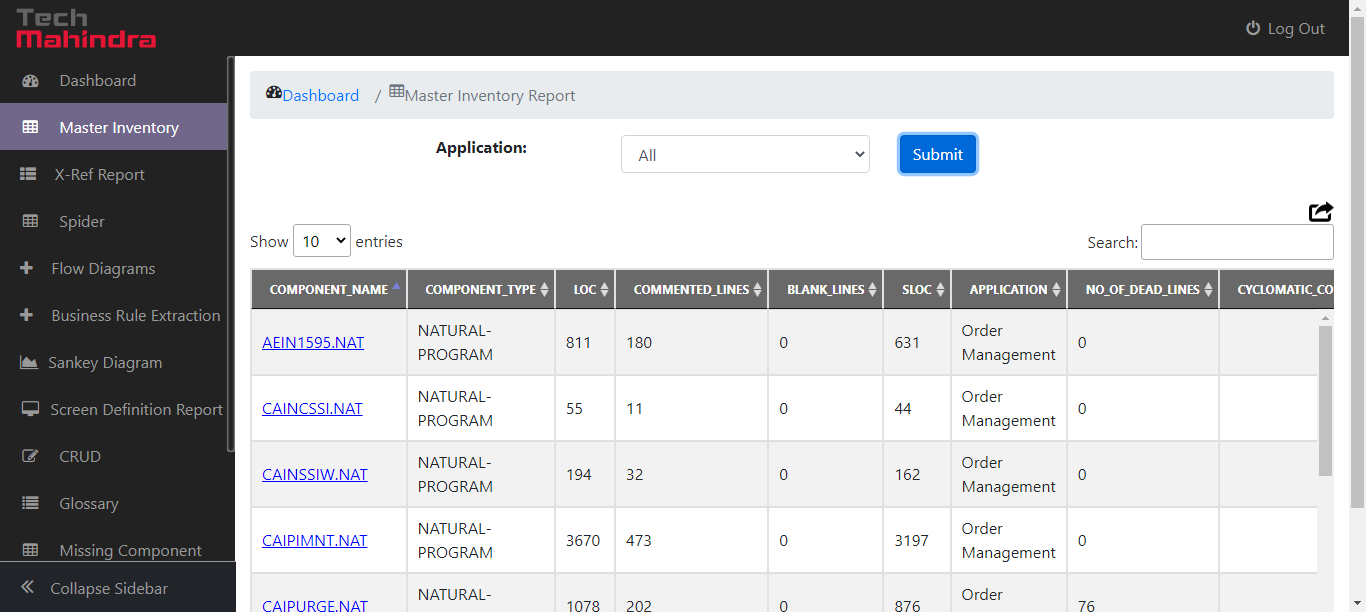 Tech
Mahindra
Log Out
Dashboard
Master Inventory
X-Ref Report
Spider
Flow Diagrams
Business Rule Extraction
Sankey Diagram
Screen Definition Report
CRUD
Glossary
Missing Component
Collapse Sidebar
Dashboard / Master Inventory Report
Application: All Submit
Show 10 entries Search:
COMPONENT_NAME COMPONENT_TYPE LOC COMMENTED_LINES BLANK_LINES SLOC APPLICATION NO_OF_DEAD_LINES CYCLOMATIC_CO
AEIN1595.NAT NATURAL-PROGRAM 811 180 0 631 Order Management 0
CAINCSSI.NAT NATURAL-PROGRAM 55 11 0 44 Order Management 0
CAINSSIW.NAT NATURAL-PROGRAM 194 32 0 162 Order Management 0
CAIPIMNT.NAT NATURAL-PROGRAM 3670 473 0 3197 Order Management 0
CAIPURGE.NAT NATURAL- 1078 202 0 876 Order 76